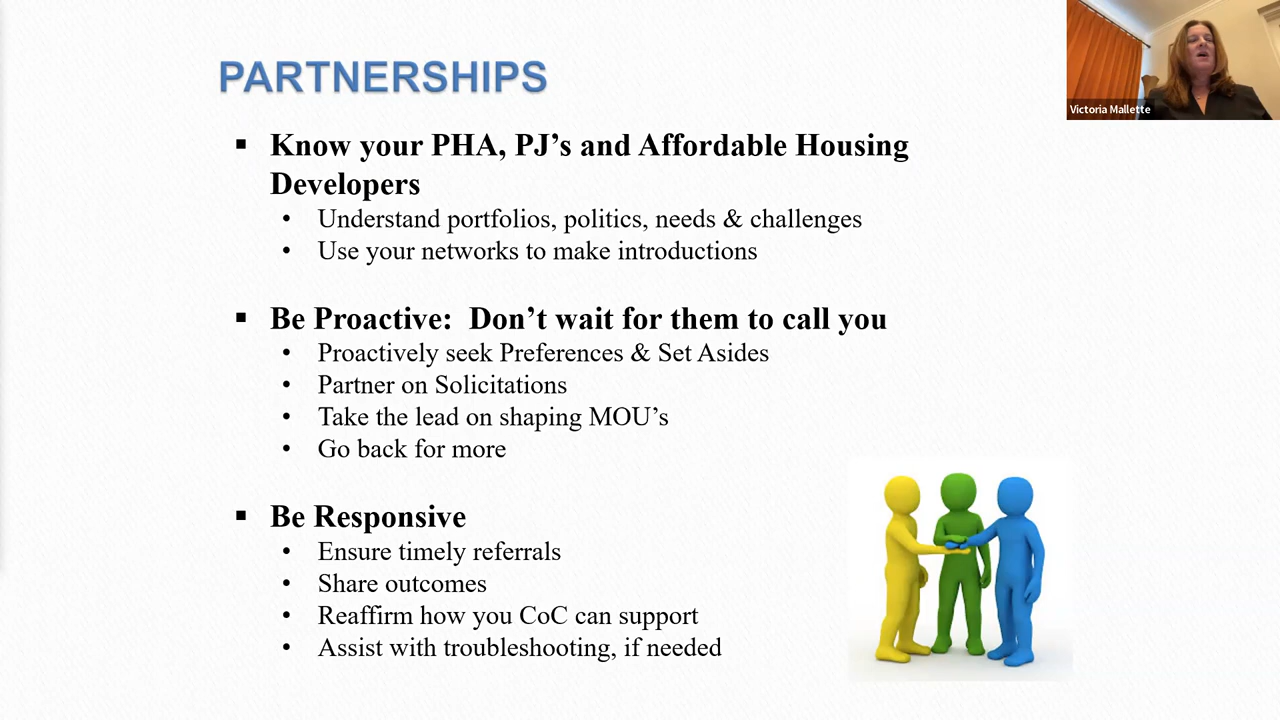 PARTNERSHIPS
Victoria Mallette
▪ Know your PHA, PJ’s and Affordable Housing
Developers
• Understand portfolios, politics, needs & challenges
• Use your networks to make introductions
▪ Be Proactive:  Don’t wait for them to call you
• Proactively seek Preferences & Set Asides
• Partner on Solicitations
• Take the lead on shaping MOU’s
• Go back for more
▪ Be Responsive
• Ensure timely referrals
• Share outcomes
• Reaffirm how you CoC can support
• Assist with troubleshooting, if needed